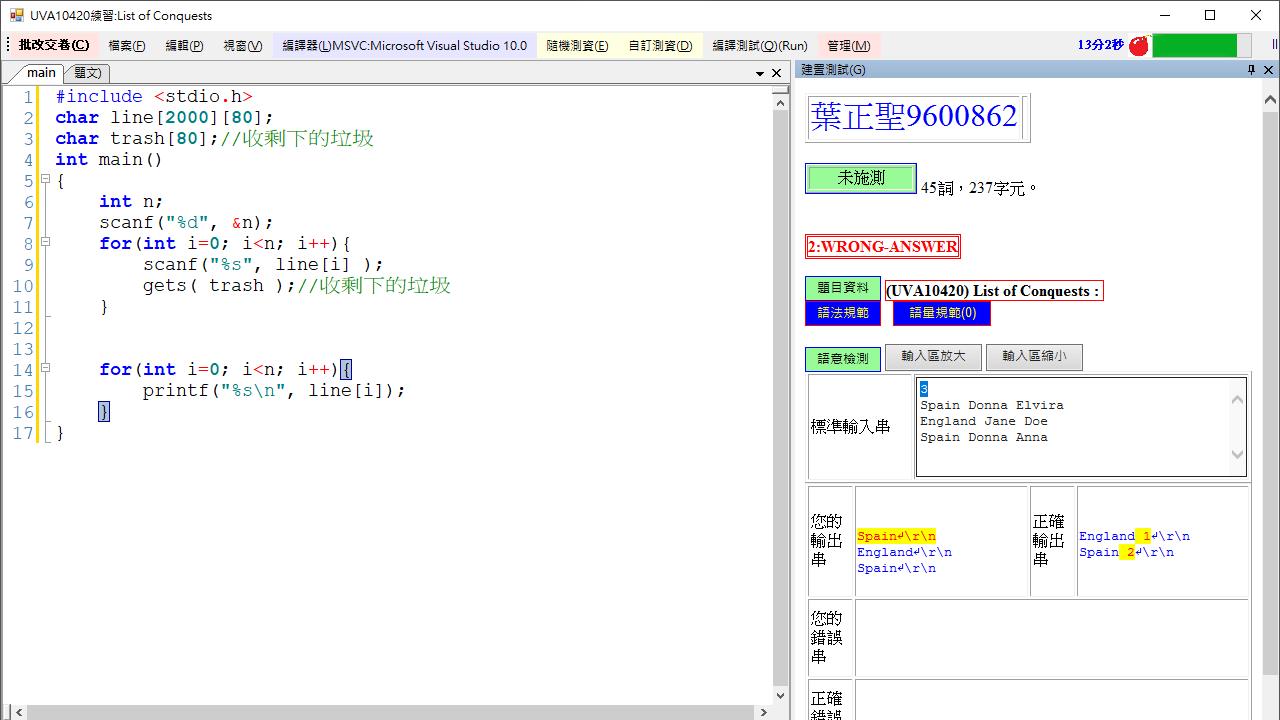 UVA10420練習:List of Conquests
批改交卷(C) 檔案(F) 編輯(P) 視窗(V) 編譯器(L)MSVC:Microsoft Visual Studio 10.0 隨機測資(E) 自訂測資(D) 編譯測試(Q)(Run) 管理(M) 13分2秒
main 題文)
1 #include <stdio.h>
2 char line[2000][80];
3 char trash[80];//收剩下的垃圾
4 int main()
5 {
6 int n;
7 scanf("%d", &n);
8 for(int i=0; i<n; i++){
9 scanf("%s", line[i] );
10 gets( trash );//收剩下的垃圾
11 }
12
13
14 for(int i=0; i<n; i++){
15 printf("%s\n", line[i]);
16 }
17 }
建置測試(G)
葉正聖9600862
未施測 45詞，237字元。
2:WRONG-ANSWER
題目資料 (UVA10420) List of Conquests :
語法規範 語量規範(0)
語意檢測 輸入區放大 輸入區縮小
標準輸入串
3
Spain Donna Elvira
England Jane Doe
Spain Donna Anna
您的輸出串
Spain↲\r\n
England↲\r\n
Spain↲\r\n
正確輸出串
England 1↲\r\n
Spain 2↲\r\n
您的錯誤串
正確錯誤